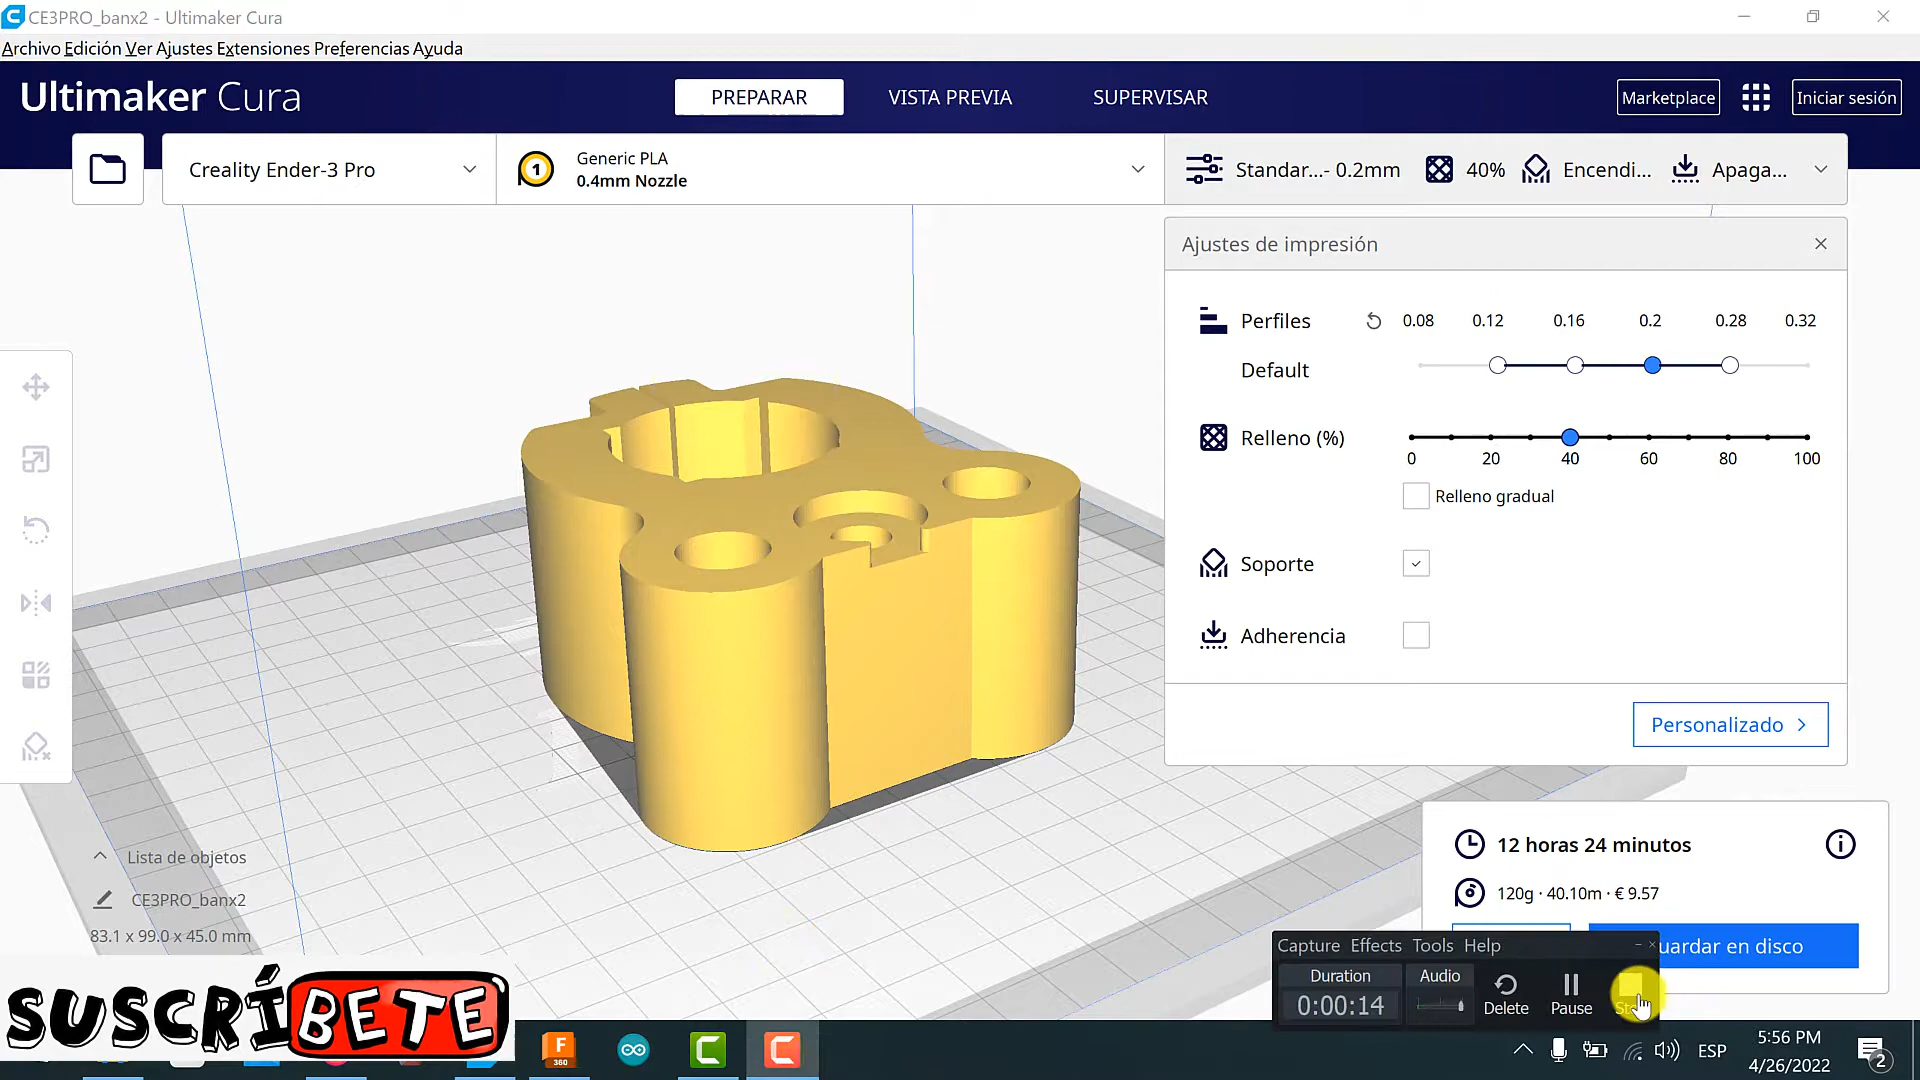 CE3PRO_banx2 - Ultimaker Cura
Archivo Edición Ver Ajustes Extensiones Preferencias Ayuda
Ultimaker Cura
PREPARAR
VISTA PREVIA
SUPERVISAR
Marketplace
Iniciar sesión
Creality Ender-3 Pro
1
Generic PLA
0.4mm Nozzle
Standar...- 0.2mm
40%
Encendi...
Apaga...
Ajustes de impresión
Perfiles
0.08 0.12 0.16 0.2 0.28 0.32
Default
Relleno (%)
0 20 40 60 80 100
Relleno gradual
Soporte
Adherencia
Personalizado
12 horas 24 minutos
120g · 40.10m · € 9.57
uardar en disco
Lista de objetos
CE3PRO_banx2
83.1 x 99.0 x 45.0 mm
Capture Effects Tools Help
Duration
0:00:14
Audio
Delete
Pause
SUSCRÍBETE
F
360
ESP
5:56 PM
4/26/2022
2